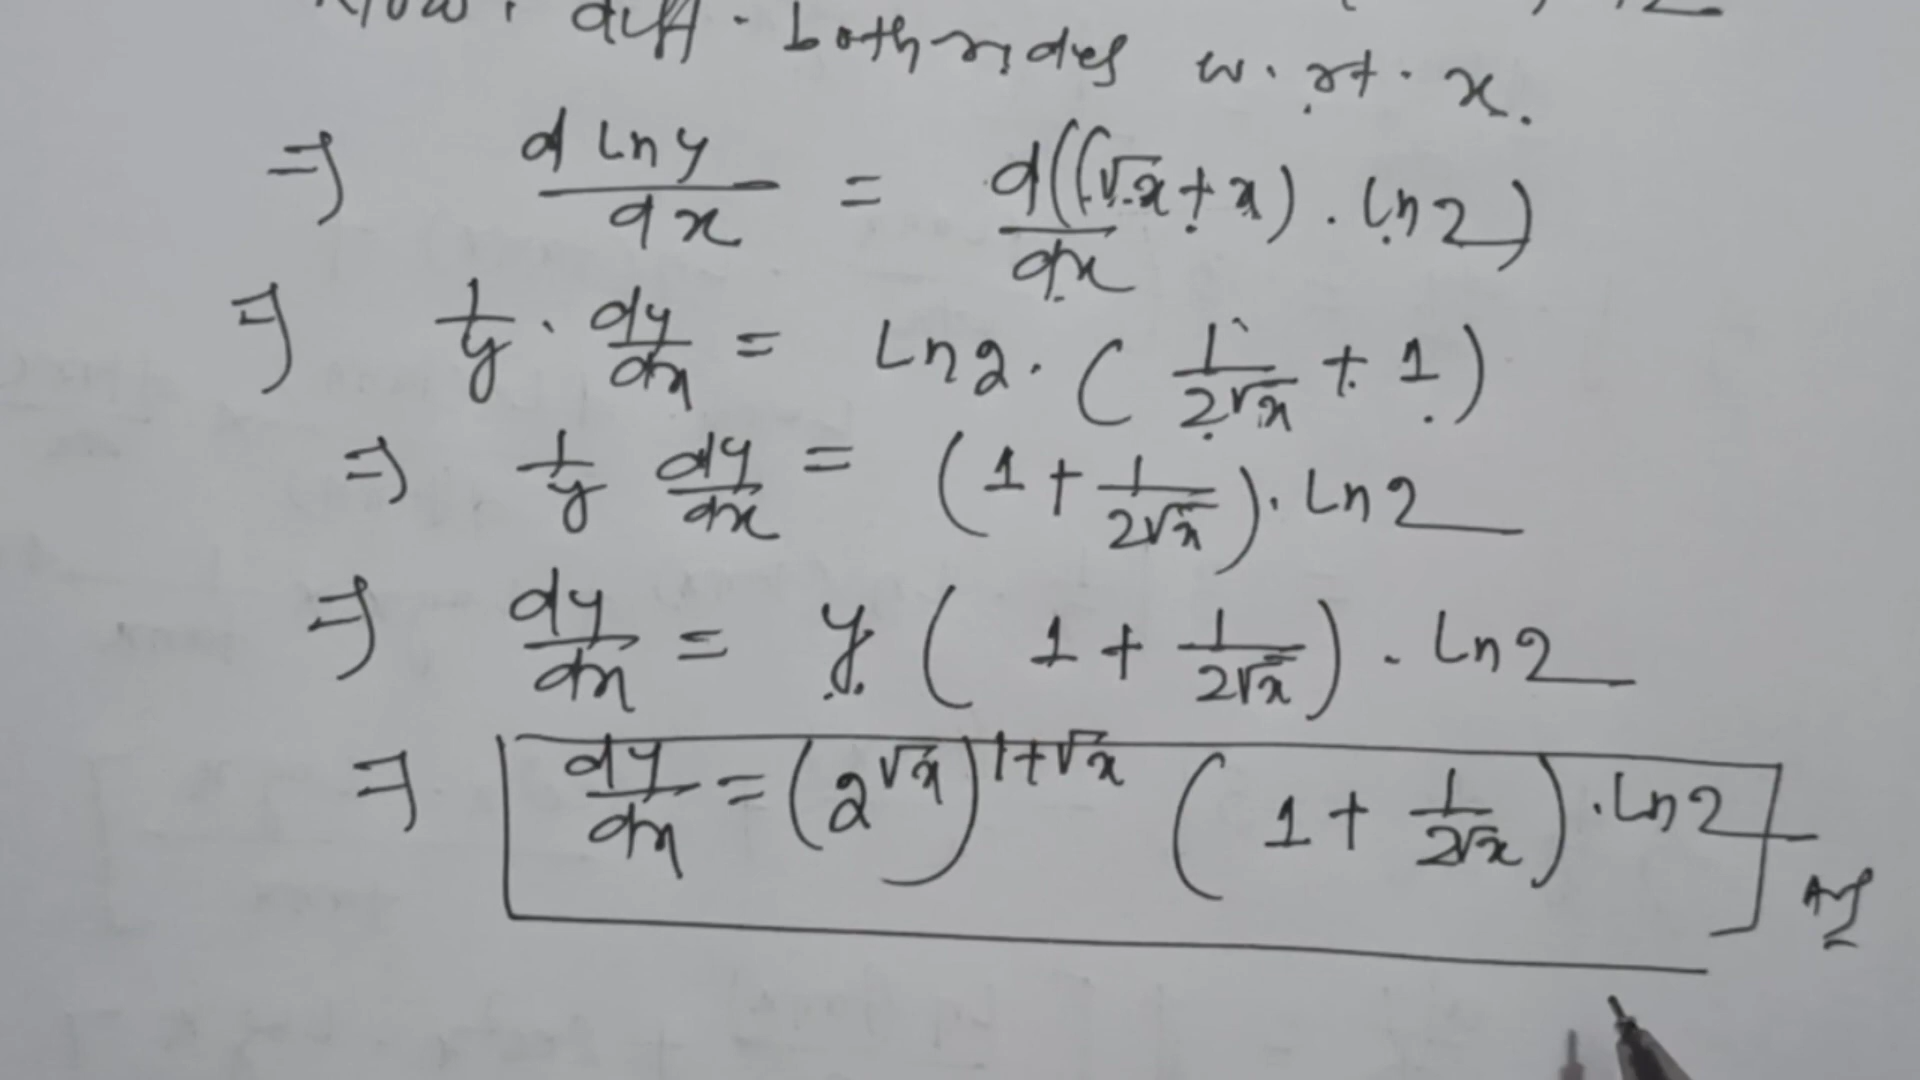 Now. diff. both sides w.r.t. x.
⇒ d Ln y / dx = d((√x + x) . Ln 2) / dx
⇒ 1/y . dy/dx = Ln 2 . (1/2√x + 1)
⇒ 1/y dy/dx = (1 + 1/2√x) . Ln 2
⇒ dy/dx = y (1 + 1/2√x) . Ln 2
⇒ dy/dx = (2^√x)^1+√x (1 + 1/2√x) . Ln 2
Ans